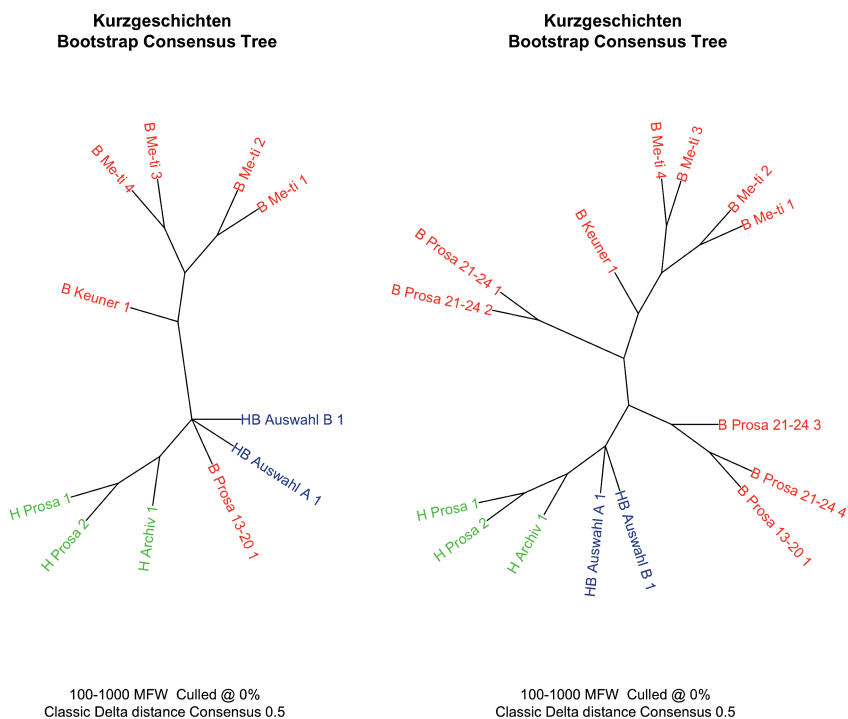 Kurzgeschichten
Bootstrap Consensus Tree
B Me-ti 3
B Me-ti 4
B Me-ti 2
B Me-ti 1
B Keuner 1
HB Auswahl B 1
HB Auswahl A 1
B Prosa 13-20 1
H Prosa 1
H Prosa 2
H Archiv 1
100-1000 MFW  Culled @ 0%
Classic Delta distance Consensus 0.5
Kurzgeschichten
Bootstrap Consensus Tree
B Me-ti 4
B Me-ti 3
B Me-ti 2
B Me-ti 1
B Keuner 1
B Prosa 21-24 1
B Prosa 21-24 2
B Prosa 21-24 3
B Prosa 21-24 4
B Prosa 13-20 1
H Prosa 1
H Prosa 2
H Archiv 1
HB Auswahl A 1
HB Auswahl B 1
100-1000 MFW  Culled @ 0%
Classic Delta distance Consensus 0.5